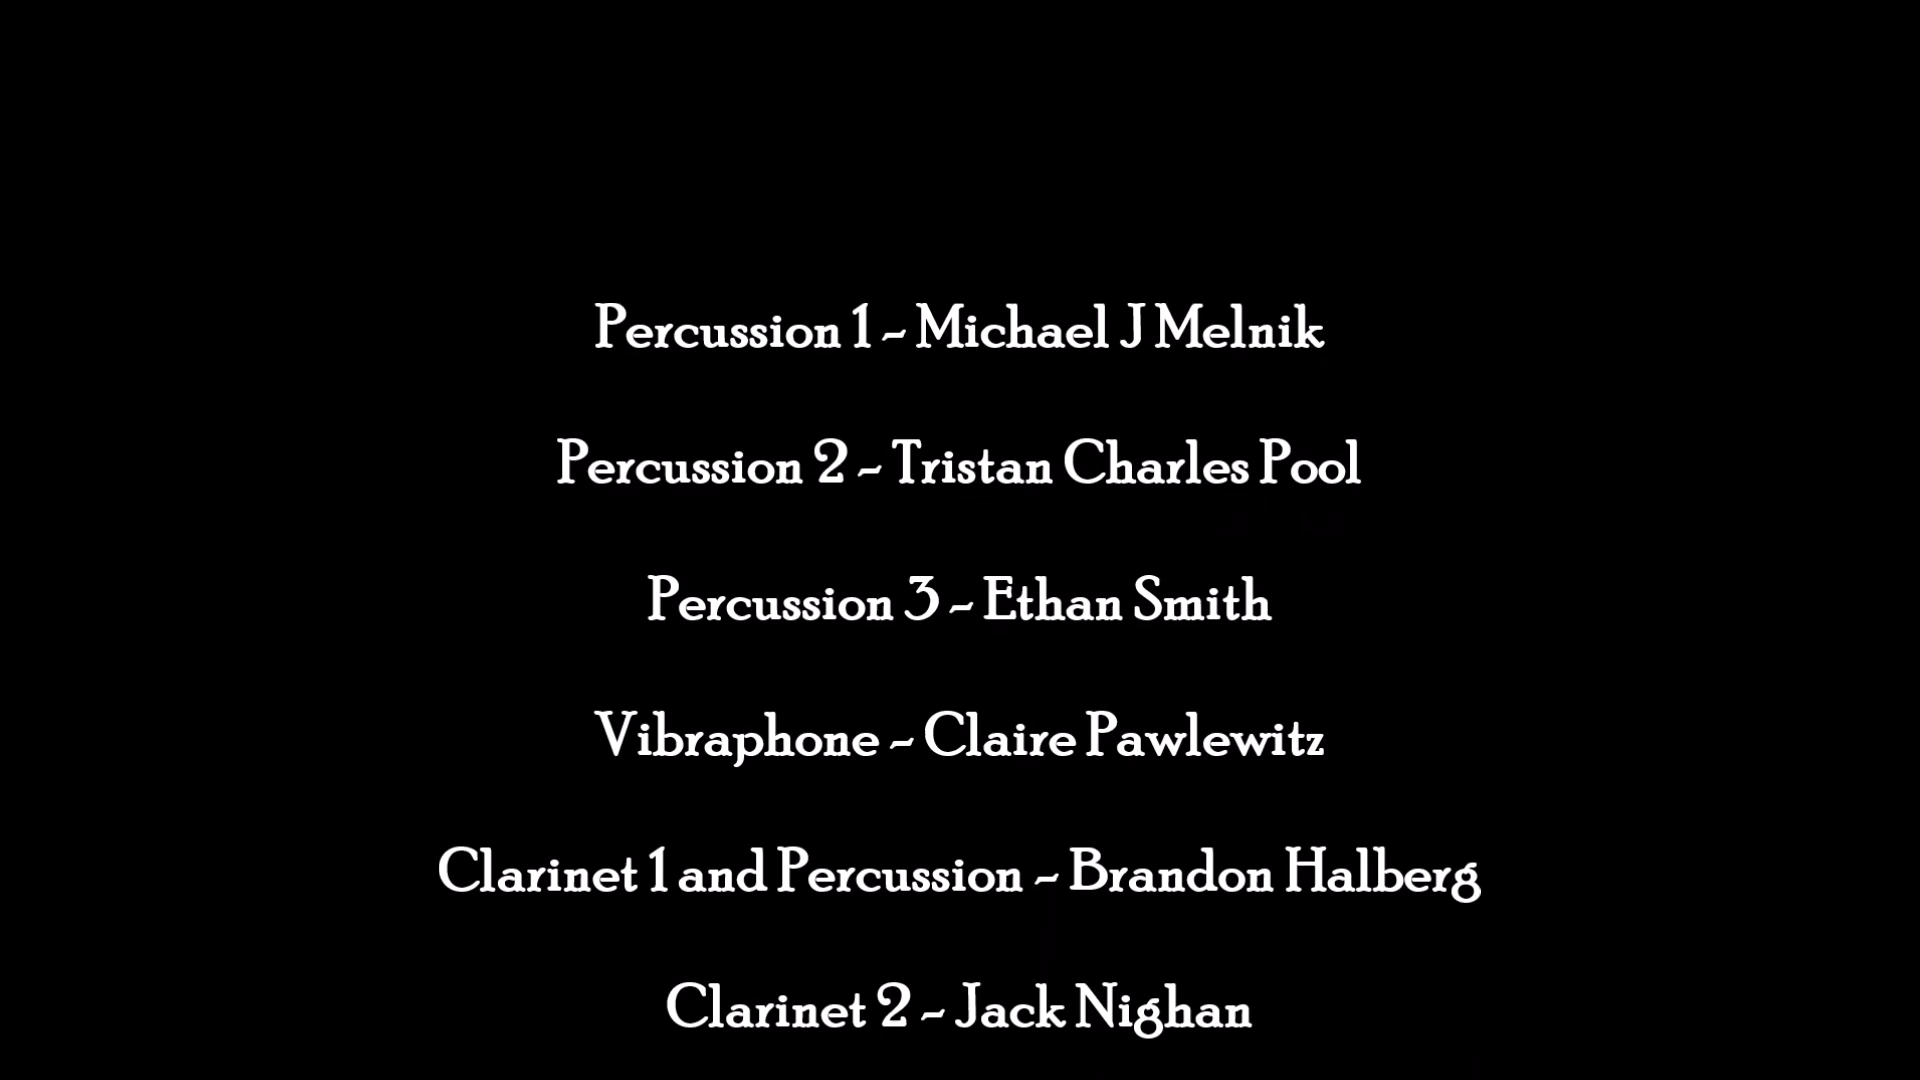 Percussion 1 - Michael J Melnik
Percussion 2 - Tristan Charles Pool
Percussion 3 - Ethan Smith
Vibraphone - Claire Pawlewitz
Clarinet 1 and Percussion - Brandon Halberg
Clarinet 2 - Jack Nighan